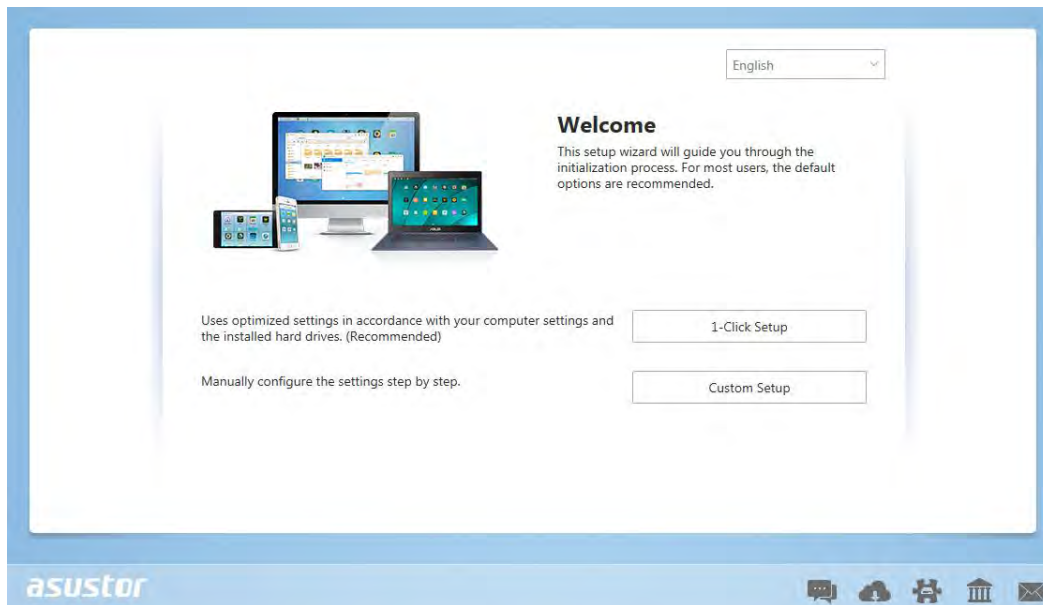 English
Welcome
This setup wizard will guide you through the
initialization process. For most users, the default
options are recommended.
Uses optimized settings in accordance with your computer settings and
the installed hard drives. (Recommended)
1-Click Setup
Manually configure the settings step by step.
Custom Setup
asustor